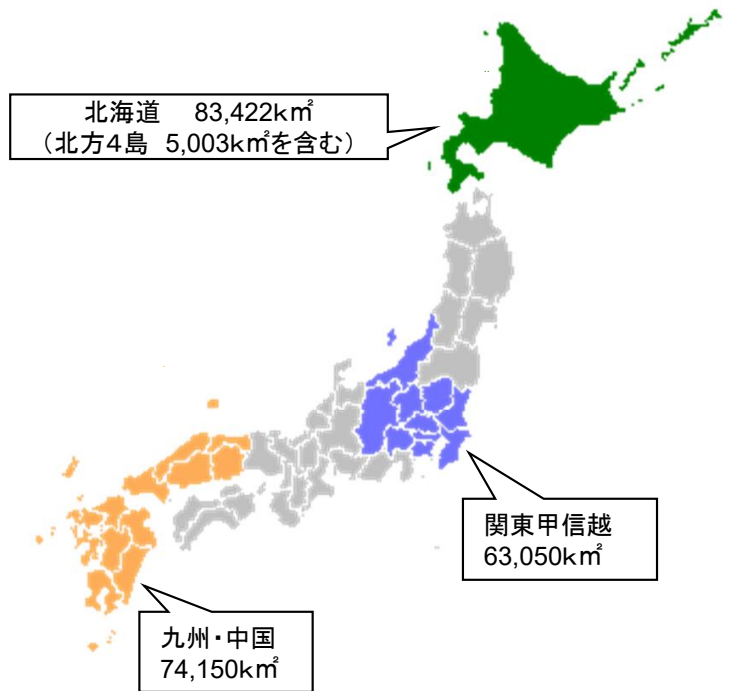 北海道　83,422k㎡
（北方４島 5,003k㎡を含む）
関東甲信越
63,050k㎡
九州・中国
74,150k㎡